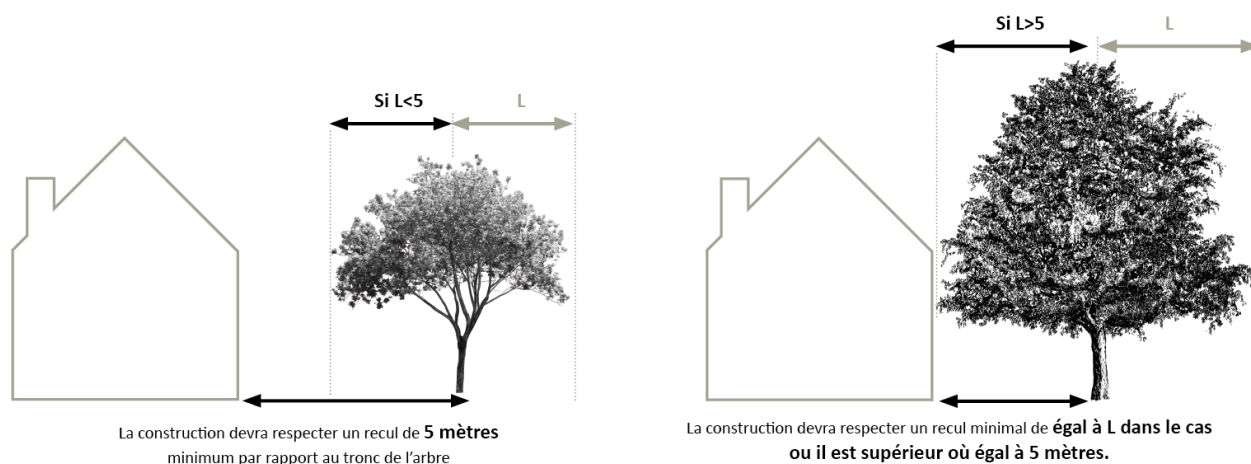 Si L<5
L
La construction devra respecter un recul de 5 mètres
minimum par rapport au tronc de l'arbre
Si L>5
L
La construction devra respecter un recul minimal de égal à L dans le cas
ou il est supérieur où égal à 5 mètres.